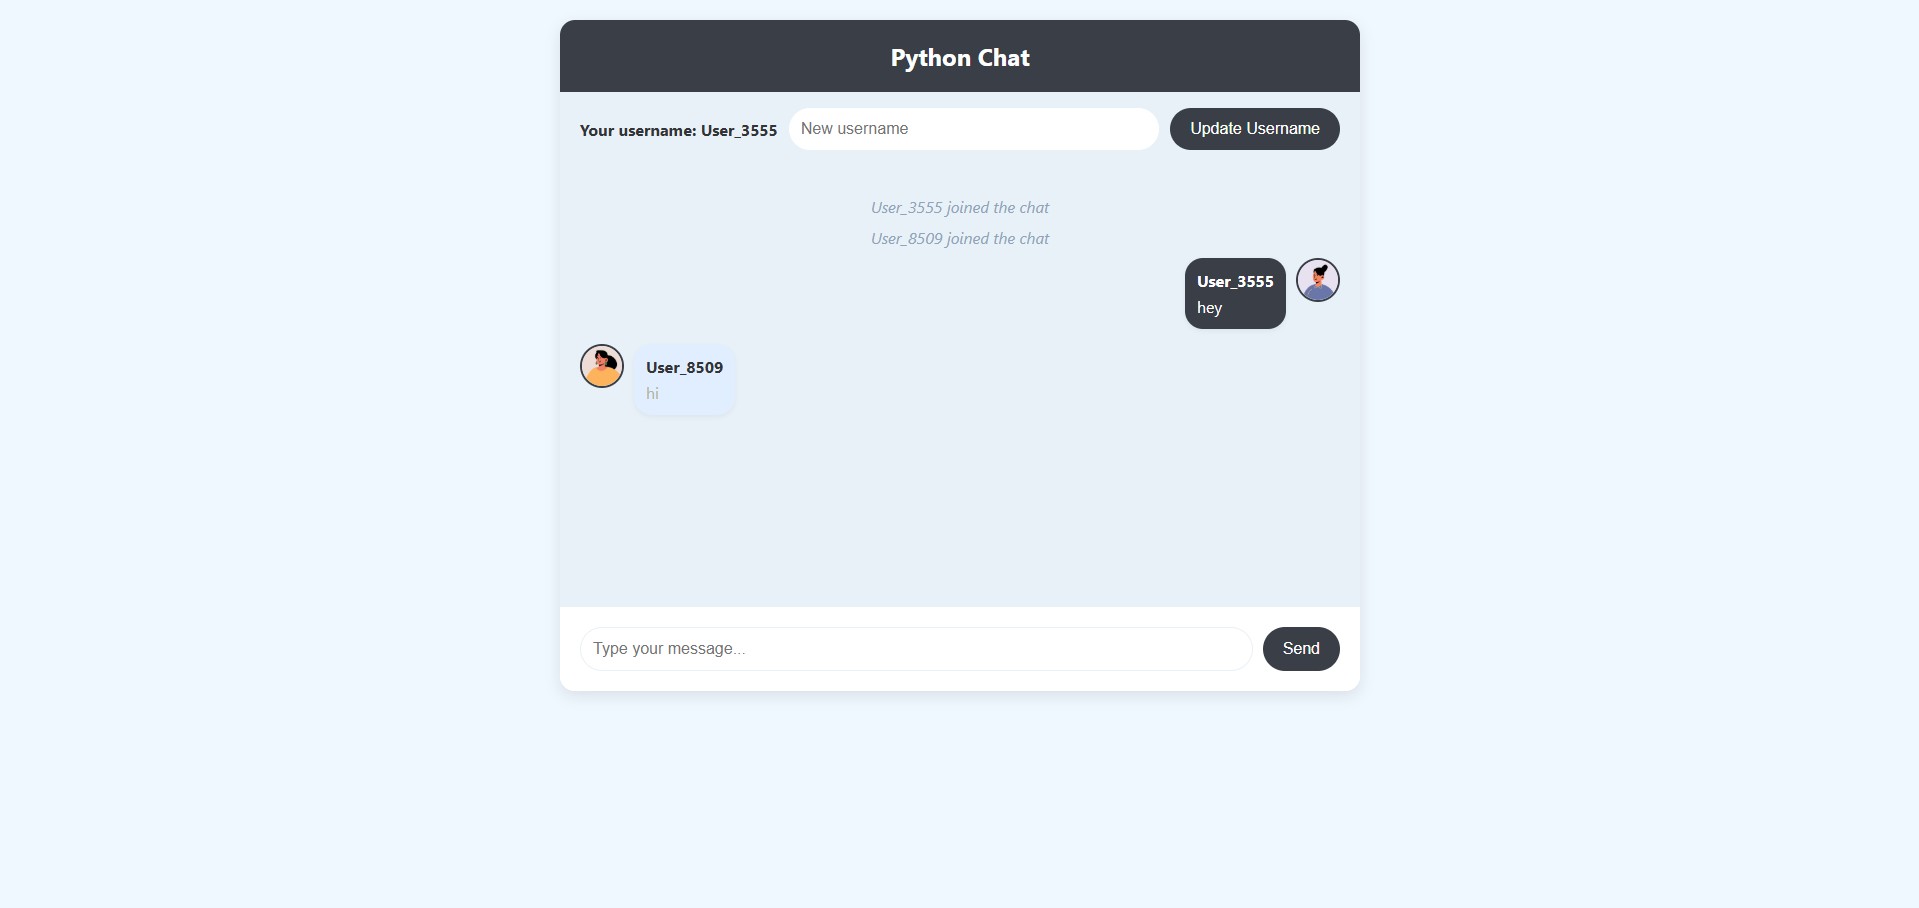 Python Chat
Your username: User_3555
New username
Update Username
User_3555 joined the chat
User_8509 joined the chat
User_3555
hey
User_8509
hi
Type your message...
Send